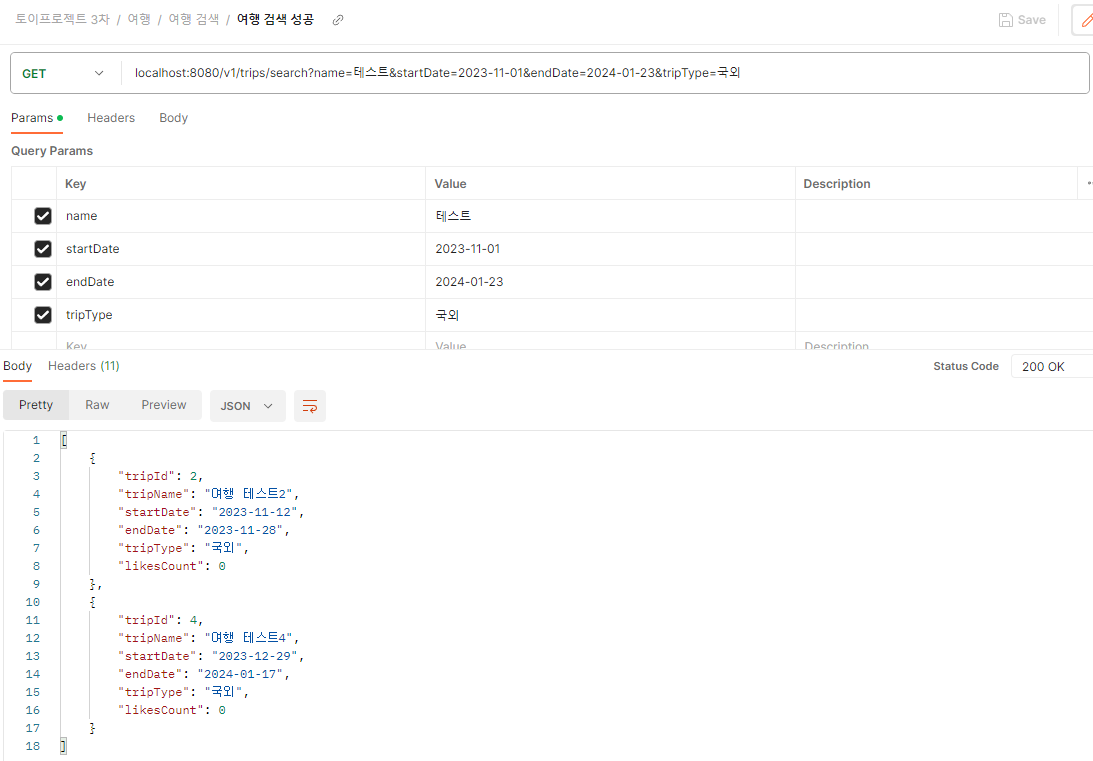 토이프로젝트 3차 / 여행 / 여행 검색 / 여행 검색 성공
Save
GET localhost:8080/v1/trips/search?name=테스트&startDate=2023-11-01&endDate=2024-01-23&tripType=국외
Params Headers Body
Query Params
Key Value Description
name 테스트
startDate 2023-11-01
endDate 2024-01-23
tripType 국외
Key Value Description
Body Headers (11) Status Code 200 OK
Pretty Raw Preview JSON
1 [
2 {
3 "tripId": 2,
4 "tripName": "여행 테스트2",
5 "startDate": "2023-11-12",
6 "endDate": "2023-11-28",
7 "tripType": "국외",
8 "likesCount": 0
9 },
10 {
11 "tripId": 4,
12 "tripName": "여행 테스트4",
13 "startDate": "2023-12-29",
14 "endDate": "2024-01-17",
15 "tripType": "국외",
16 "likesCount": 0
17 }
18 ]